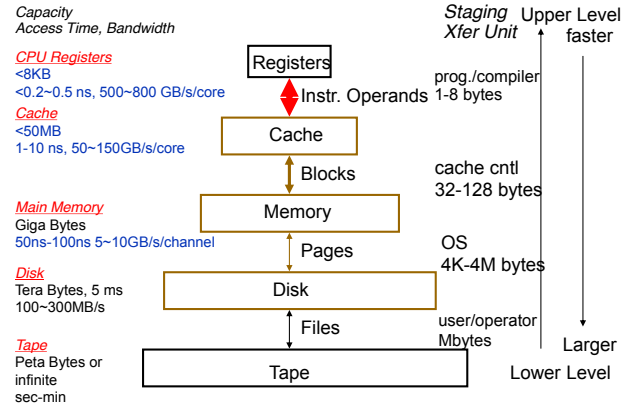 Capacity
Access Time, Bandwidth
Staging
Xfer Unit
Upper Level
faster
CPU Registers
<8KB
<0.2~0.5 ns, 500~800 GB/s/core
Registers
Instr. Operands
prog./compiler
1-8 bytes
Cache
<50MB
1-10 ns, 50~150GB/s/core
Cache
Blocks
cache cntl
32-128 bytes
Main Memory
Giga Bytes
50ns-100ns 5~10GB/s/channel
Memory
Pages
OS
4K-4M bytes
Disk
Tera Bytes, 5 ms
100~300MB/s
Disk
Files
user/operator
Mbytes
Tape
Peta Bytes or
infinite
sec-min
Tape
Larger
Lower Level